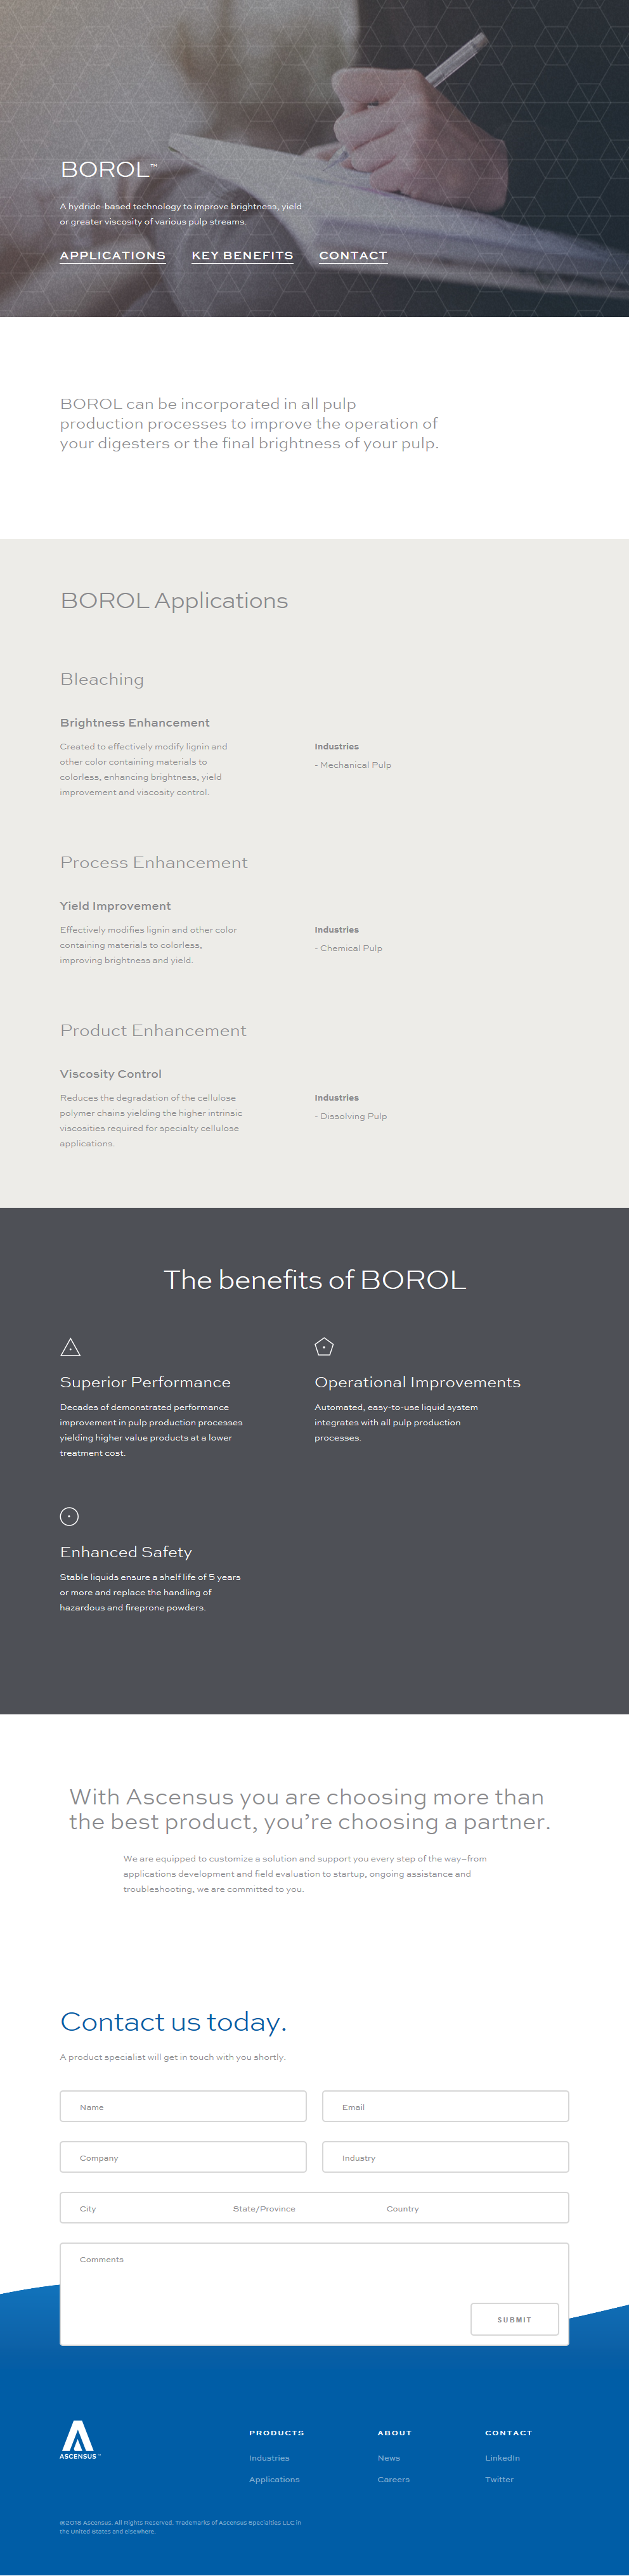 BOROL™
A hydride-based technology to improve brightness, yield
or greater viscosity of various pulp streams.
APPLICATIONS KEY BENEFITS CONTACT
BOROL can be incorporated in all pulp
production processes to improve the operation of
your digesters or the final brightness of your pulp.
BOROL Applications
Bleaching
Brightness Enhancement
Created to effectively modify lignin and
other color containing materials to
colorless, enhancing brightness, yield
improvement and viscosity control.
Industries
- Mechanical Pulp
Process Enhancement
Yield Improvement
Effectively modifies lignin and other color
containing materials to colorless,
improving brightness and yield.
Industries
- Chemical Pulp
Product Enhancement
Viscosity Control
Reduces the degradation of the cellulose
polymer chains yielding the higher intrinsic
viscosities required for specialty cellulose
applications.
Industries
- Dissolving Pulp
The benefits of BOROL
Superior Performance
Decades of demonstrated performance
improvement in pulp production processes
yielding higher value products at a lower
treatment cost.
Operational Improvements
Automated, easy-to-use liquid system
integrates with all pulp production
processes.
Enhanced Safety
Stable liquids ensure a shelf life of 5 years
or more and replace the handling of
hazardous and fireprone powders.
With Ascensus you are choosing more than
the best product, you’re choosing a partner.
We are equipped to customize a solution and support you every step of the way–from
applications development and field evaluation to startup, ongoing assistance and
troubleshooting, we are committed to you.
Contact us today.
A product specialist will get in touch with you shortly.
Name Email
Company Industry
City State/Province Country
Comments
SUBMIT
ASCENSUS™
PRODUCTS
Industries
Applications
ABOUT
News
Careers
CONTACT
LinkedIn
Twitter
©2018 Ascensus. All Rights Reserved. Trademarks of Ascensus Specialties LLC in
the United States and elsewhere.